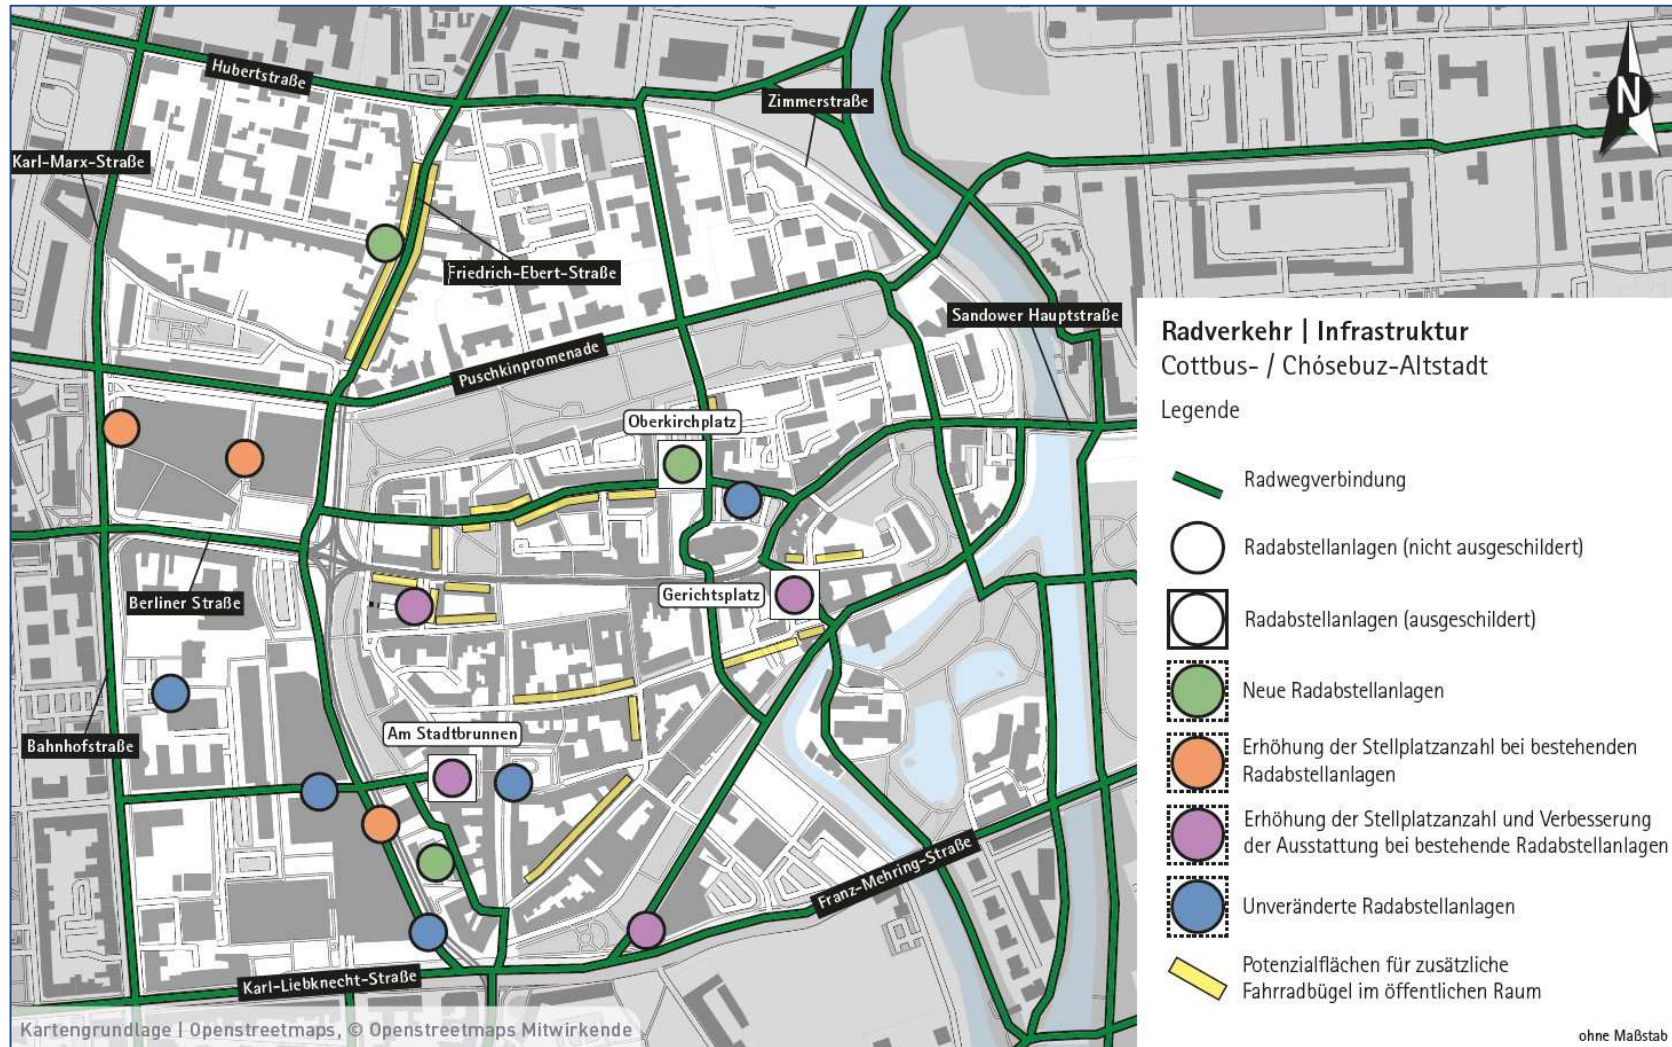 Hubertstraße
Zimmerstraße
Karl-Marx-Straße
Friedrich-Ebert-Straße
Sandower Hauptstraße
Puschkinpromenade
Oberkirchplatz
Berliner Straße
Gerichtsplatz
Am Stadtbrunnen
Bahnhofstraße
Franz-Mehring-Straße
Karl-Liebknecht-Straße
Kartengrundlage | Openstreetmaps, © Openstreetmaps Mitwirkende
N
Radverkehr | Infrastruktur
Cottbus- / Chóśebuz-Altstadt
Legende
Radwegverbindung
Radabstellanlagen (nicht ausgeschildert)
Radabstellanlagen (ausgeschildert)
Neue Radabstellanlagen
Erhöhung der Stellplatzanzahl bei bestehenden
Radabstellanlagen
Erhöhung der Stellplatzanzahl und Verbesserung
der Ausstattung bei bestehende Radabstellanlagen
Unveränderte Radabstellanlagen
Potenzialflächen für zusätzliche
Fahrradbügel im öffentlichen Raum
ohne Maßstab